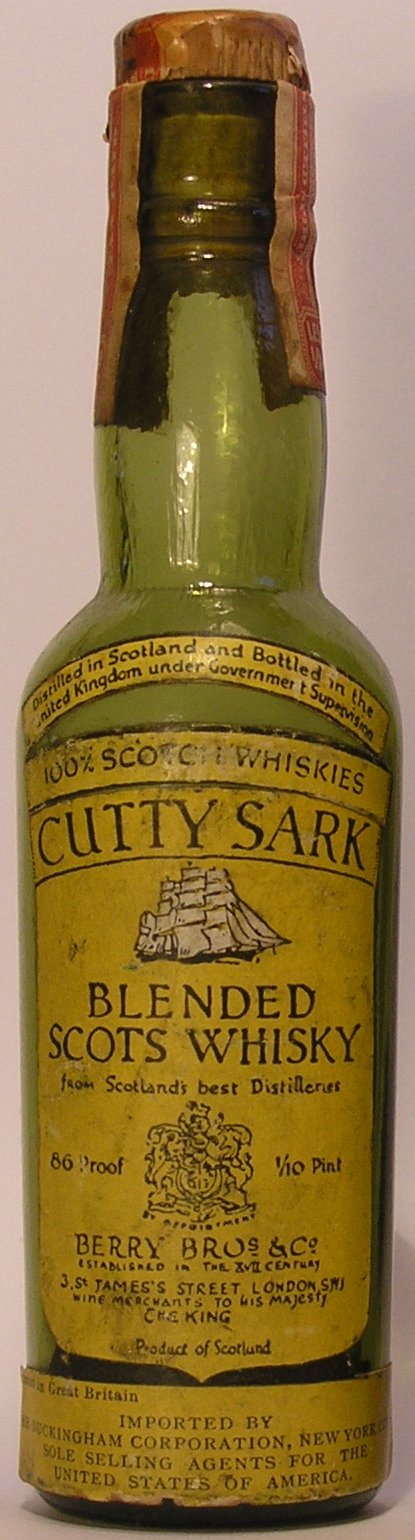 Distilled in Scotland and Bottled in the
United Kingdom under Government Supervision
100% SCOTCH WHISKIES
CUTTY SARK
BLENDED
SCOTS WHISKY
from Scotland's best Distilleries
86 Proof 1/10 Pint
BY APPOINTMENT
BERRY BROS & CO
ESTABLISHED IN THE XVII CENTURY
3, St JAMES'S STREET, LONDON, S.W.1
WINE MERCHANTS TO HIS MAJESTY
THE KING
Product of Scotland
in Great Britain
IMPORTED BY
BUCKINGHAM CORPORATION, NEW YORK
SOLE SELLING AGENTS FOR THE
UNITED STATES OF AMERICA.